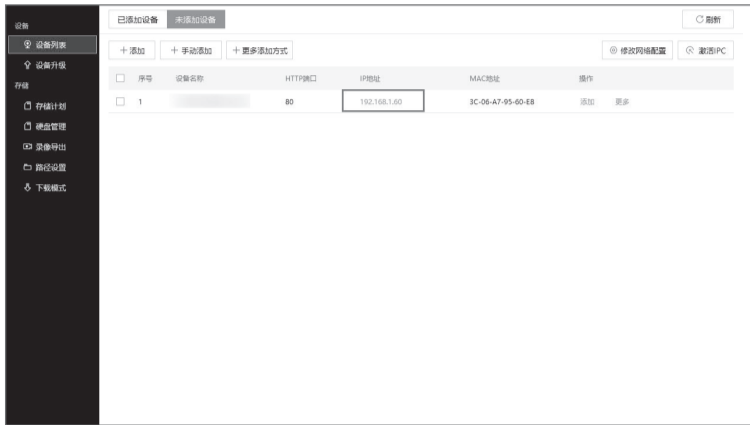 设备
设备列表
设备升级
存储
存储计划
硬盘管理
录像导出
路径设置
下载模式
已添加设备 未添加设备 刷新
+添加 +手动添加 +更多添加方式 修改网络配置 激活IPC
序号 设备名称 HTTP端口 IP地址 MAC地址 操作
1 80 192.168.1.60 3C-06-A7-95-60-E8 添加 更多